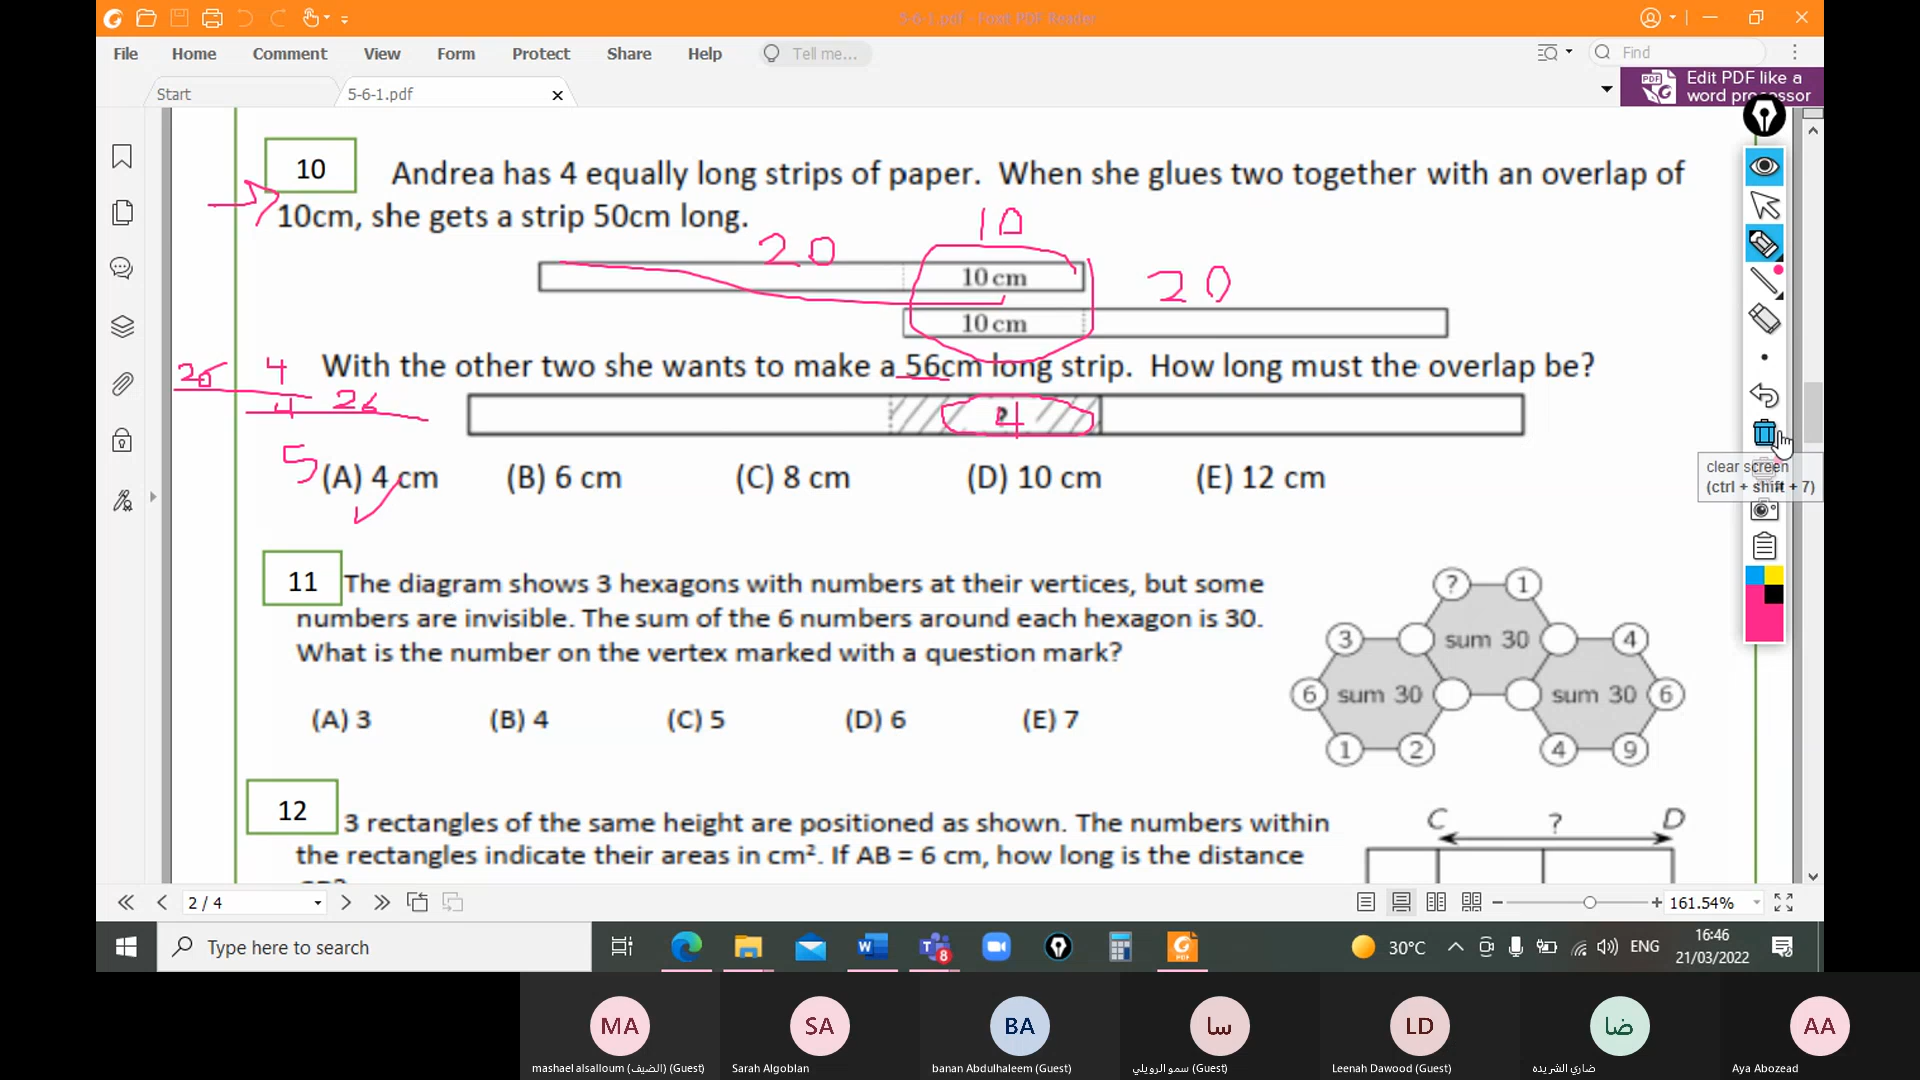 5-6-1.pdf - Foxit PDF Reader
File Home Comment View Form Protect Share Help Tell me... Find
Start 5-6-1.pdf
Edit PDF like a
word processor
10 Andrea has 4 equally long strips of paper. When she glues two together with an overlap of
10cm, she gets a strip 50cm long.
10
20
10 cm
20
10 cm
With the other two she wants to make a 56cm long strip. How long must the overlap be?
4
4 26
? 4
5
(A) 4 cm (B) 6 cm (C) 8 cm (D) 10 cm (E) 12 cm
clear screen
(ctrl + shift + 7)
11 The diagram shows 3 hexagons with numbers at their vertices, but some
numbers are invisible. The sum of the 6 numbers around each hexagon is 30.
What is the number on the vertex marked with a question mark?
? 1
3 sum 30 4
6 sum 30 sum 30 6
1 2 4 9
(A) 3 (B) 4 (C) 5 (D) 6 (E) 7
12 3 rectangles of the same height are positioned as shown. The numbers within
the rectangles indicate their areas in cm². If AB = 6 cm, how long is the distance
C ? D
2 / 4 161.54%
Type here to search
8
30°C ENG
16:46
21/03/2022
MA SA BA سا LD ضا AA
mashael alsalloum (الضيف) (Guest)
Sarah Algoblan
banan Abdulhaleem (Guest)
سمو الرويلي (Guest)
Leenah Dawood (Guest)
ضاري الشريده
Aya Abozead